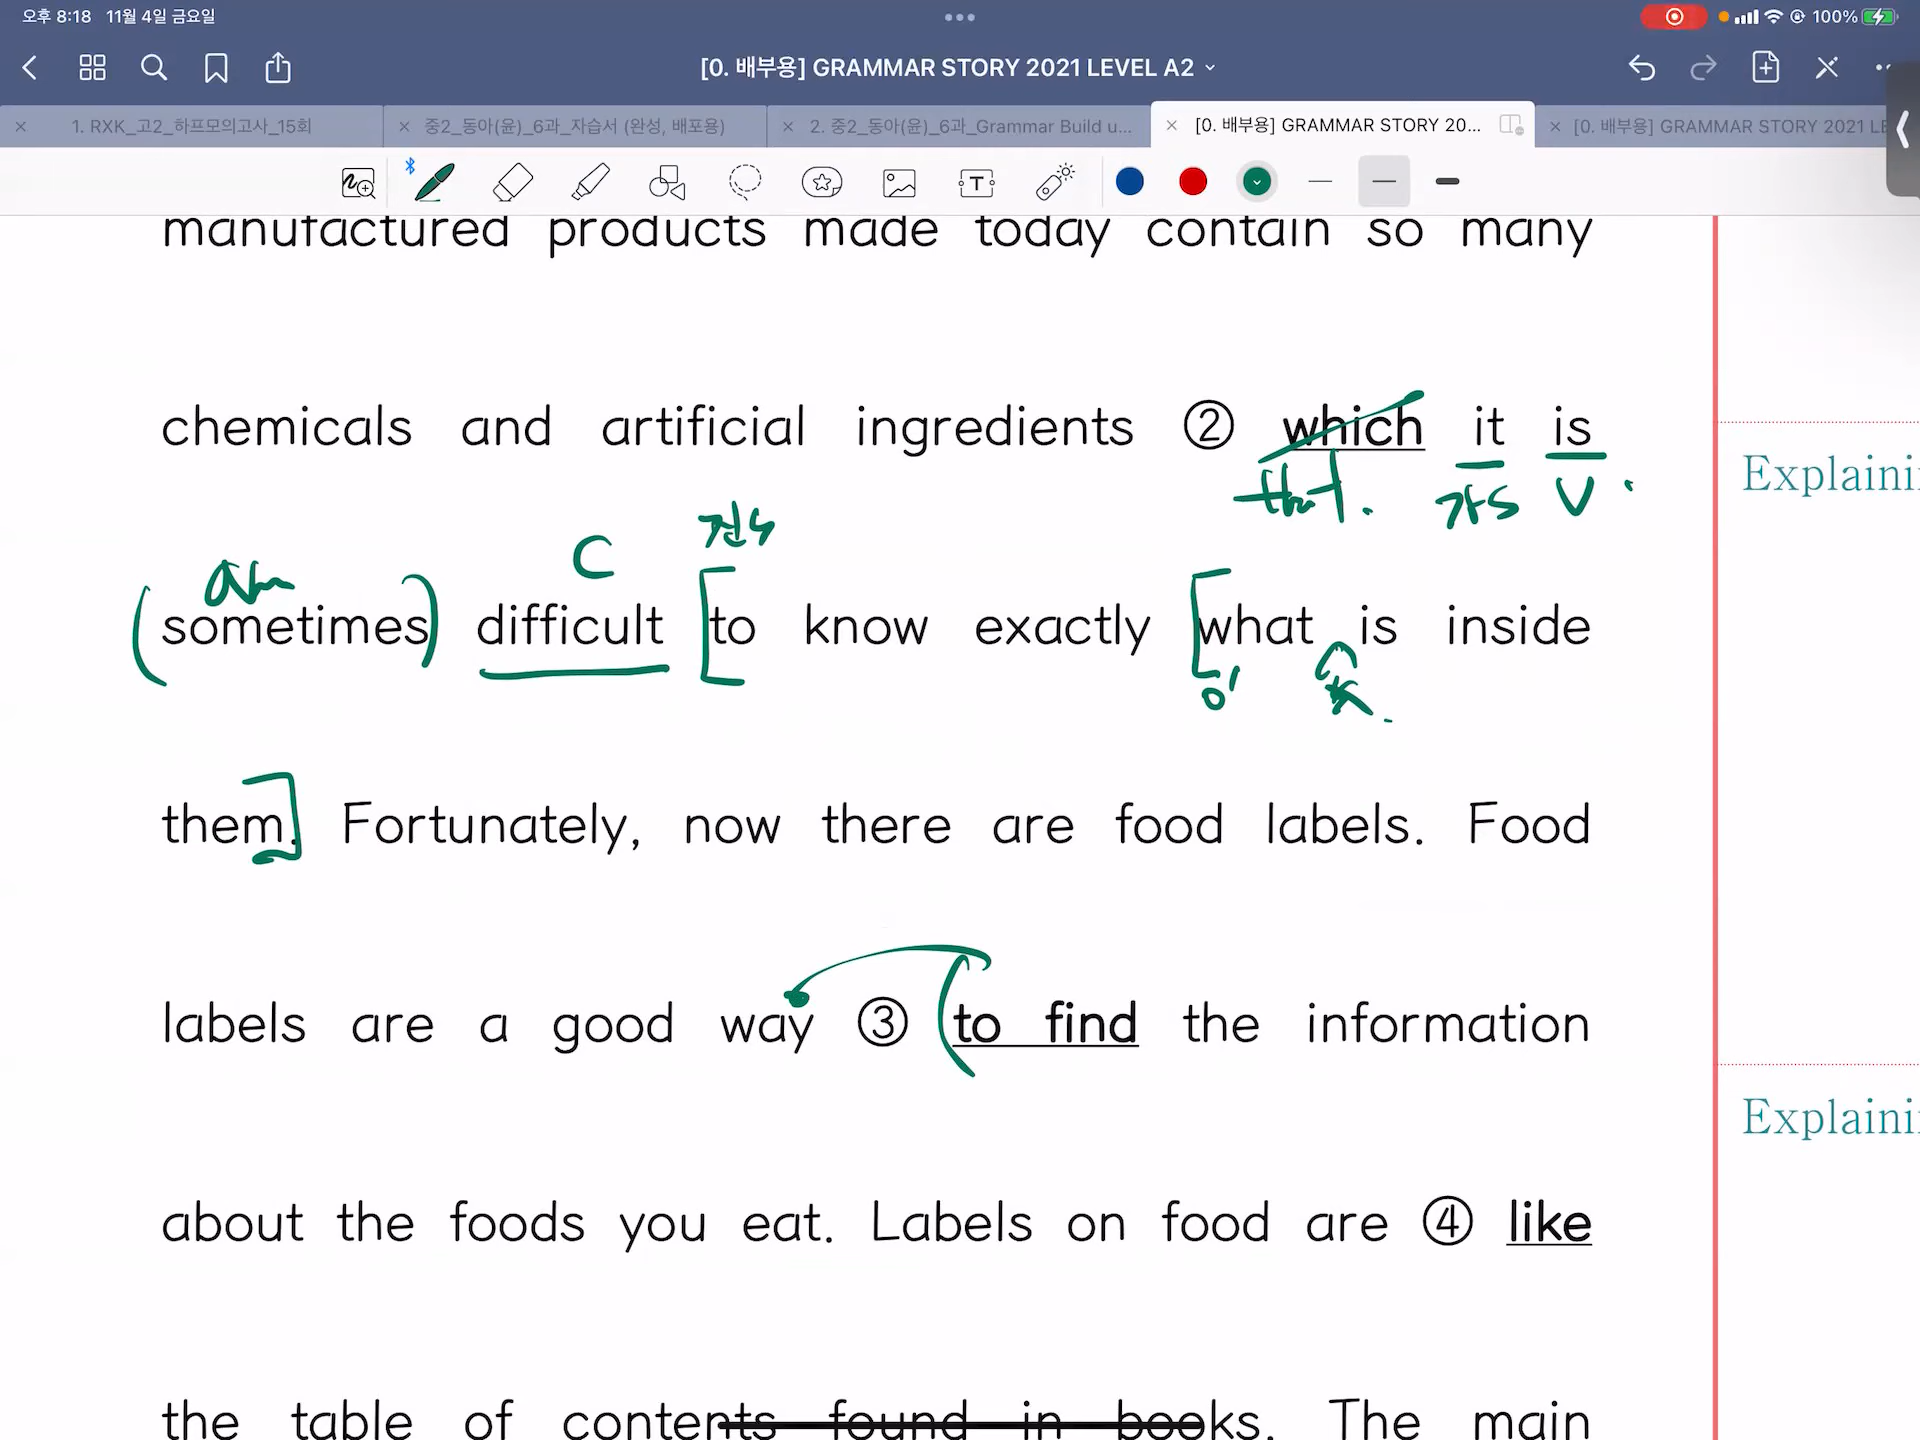 오후 8:18 11월 4일 금요일 100%
[0. 배부용] GRAMMAR STORY 2021 LEVEL A2
1. RXK_고2_하프모의고사_15회 중2_동아(윤)_6과_자습서 (완성, 배포용) 2. 중2_동아(윤)_6과_Grammar Build u... [0. 배부용] GRAMMAR STORY 20... [0. 배부용] GRAMMAR STORY 2021 LE
manufactured products made today contain so many
chemicals and artificial ingredients ② which it is
Explaini
that. 가S V .
C 진S
sometimes difficult [to know exactly [what is inside
O'
them.] Fortunately, now there are food labels. Food
labels are a good way ③ (to find the information
about the foods you eat. Labels on food are ④ like
Explaini
the table of contents found in books. The main